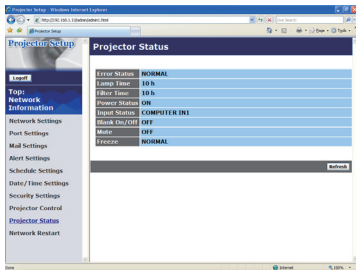 Projector Setup - Windows Internet Explorer
Projector Setup
Page
Projector Setup
Logoff
Top:
Network
Information
Network Settings
Port Settings
Mail Settings
Alert Settings
Schedule Settings
Date/Time Settings
Security Settings
Projector Control
Projector Status
Network Restart
Projector Status
Error Status NORMAL
Lamp Time 10 h
Filter Time 10 h
Power Status ON
Input Status COMPUTER IN1
Blank On/Off OFF
Mute OFF
Freeze NORMAL
Refresh
Done
Internet
100%